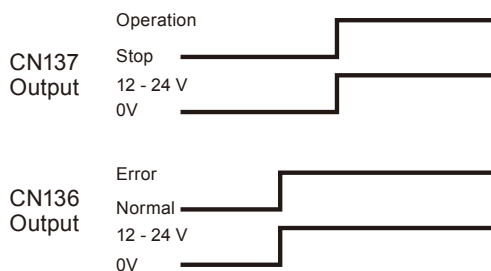 CN137
Output
Operation
Stop
12 - 24 V
0V
CN136
Output
Error
Normal
12 - 24 V
0V